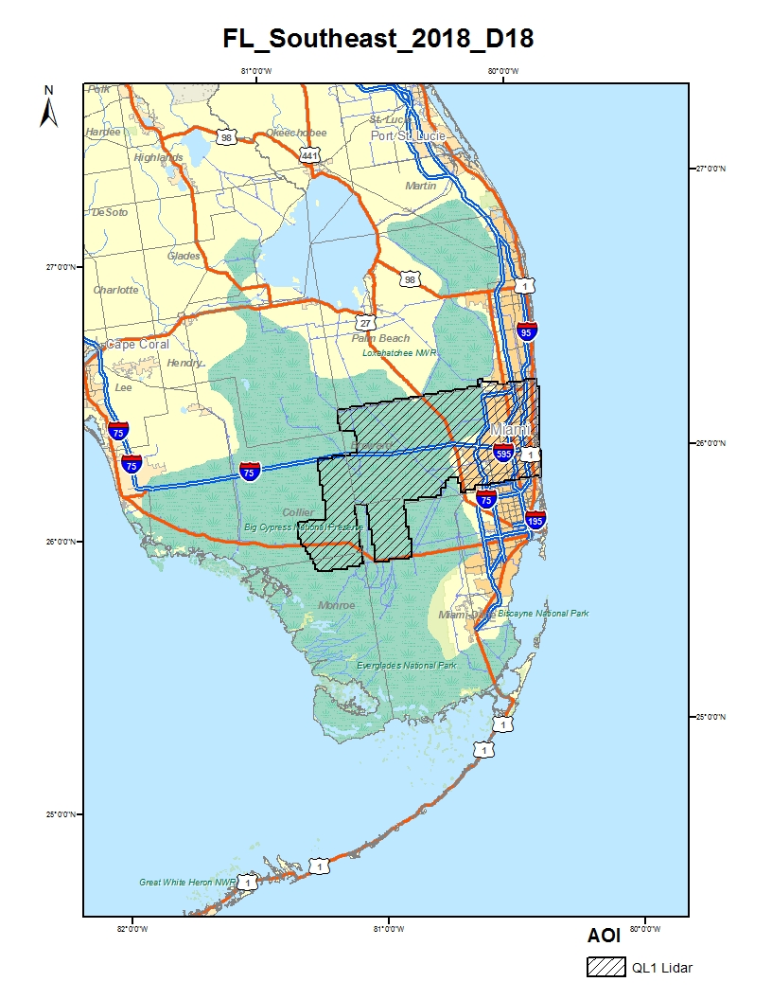 FL_Southeast_2018_D18
81°0'0"W
80°0'0"W
N
Polk
Hardee
98
Okeechobee
St. Lucie
Port St. Lucie
Highlands
441
27°0'0"N
Martin
DeSoto
Glades
27°0'0"N
98
1
Charlotte
27
95
Palm Beach
Cape Coral
Loxahatchee NWR
Hendry
Lee
75
Miami
26°0'0"N
Broward
75
75
595
1
75
Collier
195
Big Cypress National Preserve
26°0'0"N
Monroe
Miami-Dade
Biscayne National Park
Everglades National Park
25°0'0"N
1
1
25°0'0"N
1
Great White Heron NWR
1
82°0'0"W
81°0'0"W
80°0'0"W
AOI
QL1 Lidar